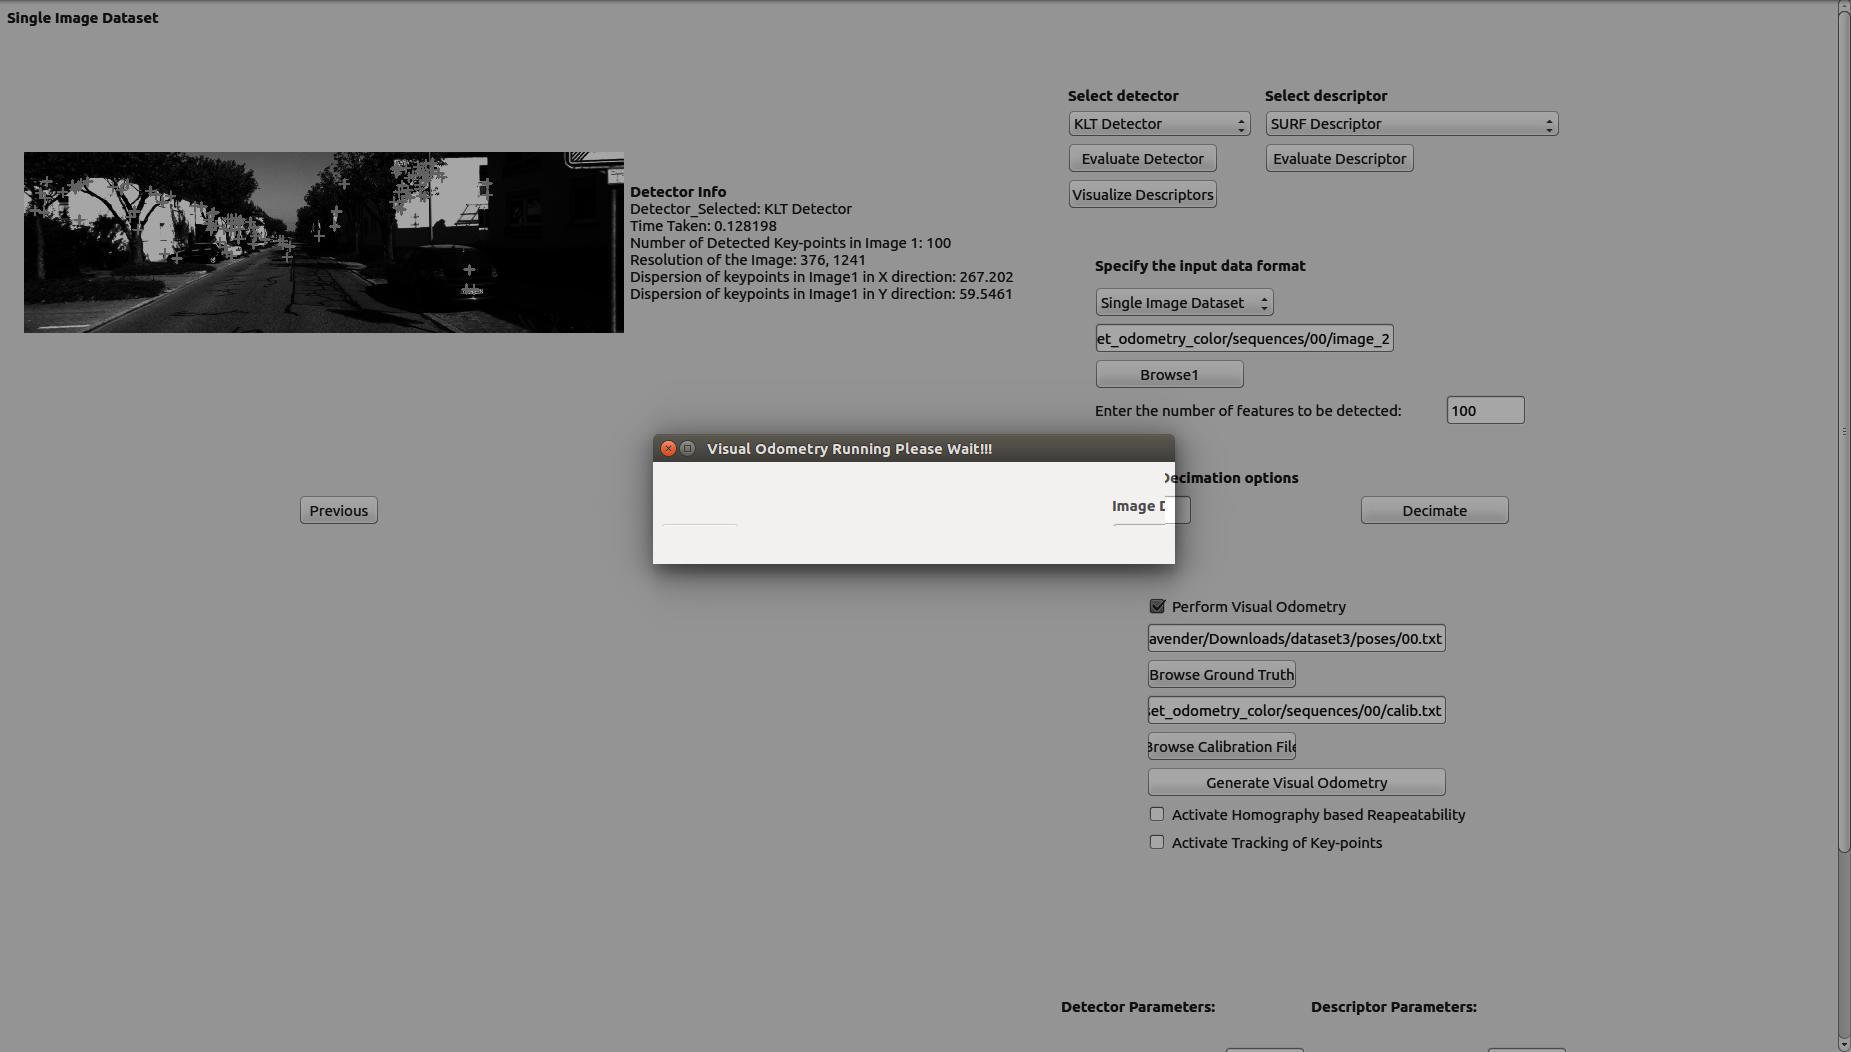 Single Image Dataset
Select detector
Select descriptor
KLT Detector
SURF Descriptor
Evaluate Detector
Evaluate Descriptor
Visualize Descriptors
Detector Info
Detector_Selected: KLT Detector
Time Taken: 0.128198
Number of Detected Key-points in Image 1: 100
Resolution of the Image: 376, 1241
Dispersion of keypoints in Image1 in X direction: 267.202
Dispersion of keypoints in Image1 in Y direction: 59.5461
Specify the input data format
Single Image Dataset
et_odometry_color/sequences/00/image_2
Browse1
Enter the number of features to be detected:
100
Visual Odometry Running Please Wait!!!
Decimation options
Image D
Previous
Decimate
Perform Visual Odometry
avender/Downloads/dataset3/poses/00.txt
Browse Ground Truth
set_odometry_color/sequences/00/calib.txt
Browse Calibration File
Generate Visual Odometry
Activate Homography based Reapeatability
Activate Tracking of Key-points
Detector Parameters:
Descriptor Parameters: